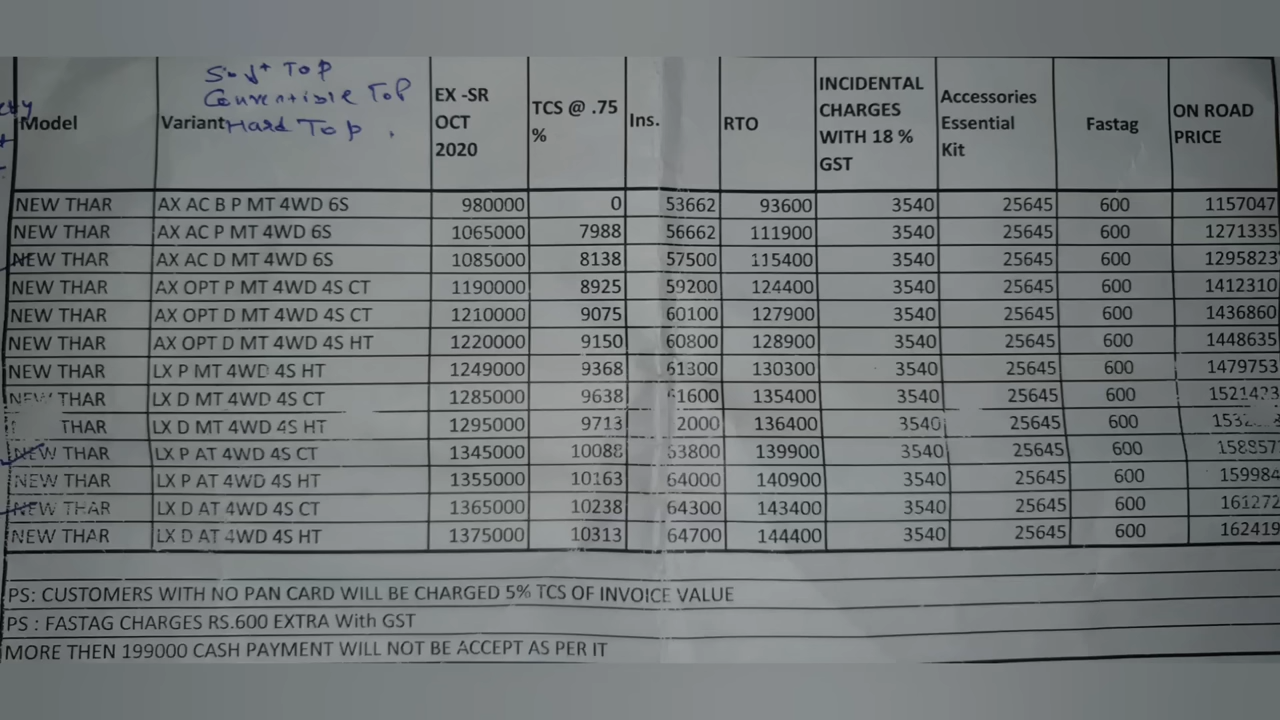 Soft Top
Convertible Top
Hard Top
Model Variant EX -SR OCT 2020 TCS @ .75 % Ins. RTO INCIDENTAL CHARGES WITH 18 % GST Accessories Essential Kit Fastag ON ROAD PRICE
NEW THAR AX AC B P MT 4WD 6S 980000 0 53662 93600 3540 25645 600 1157047
NEW THAR AX AC P MT 4WD 6S 1065000 7988 56662 111900 3540 25645 600 1271335
NEW THAR AX AC D MT 4WD 6S 1085000 8138 57500 115400 3540 25645 600 1295823
NEW THAR AX OPT P MT 4WD 4S CT 1190000 8925 59200 124400 3540 25645 600 1412310
NEW THAR AX OPT D MT 4WD 4S CT 1210000 9075 60100 127900 3540 25645 600 1436860
NEW THAR AX OPT D MT 4WD 4S HT 1220000 9150 60800 128900 3540 25645 600 1448635
NEW THAR LX P MT 4WD 4S HT 1249000 9368 61300 130300 3540 25645 600 1479753
NEW THAR LX D MT 4WD 4S CT 1285000 9638 61600 135400 3540 25645 600
THAR LX D MT 4WD 4S HT 1295000 9713 2000 136400 3540 25645 600
NEW THAR LX P AT 4WD 4S CT 1345000 10088 63800 139900 3540 25645 600 158857
NEW THAR LX P AT 4WD 4S HT 1355000 10163 64000 140900 3540 25645 600 159984
NEW THAR LX D AT 4WD 4S CT 1365000 10238 64300 143400 3540 25645 600 161272
NEW THAR LX D AT 4WD 4S HT 1375000 10313 64700 144400 3540 25645 600 162419
PS: CUSTOMERS WITH NO PAN CARD WILL BE CHARGED 5% TCS OF INVOICE VALUE
PS : FASTAG CHARGES RS.600 EXTRA With GST
MORE THEN 199000 CASH PAYMENT WILL NOT BE ACCEPT AS PER IT